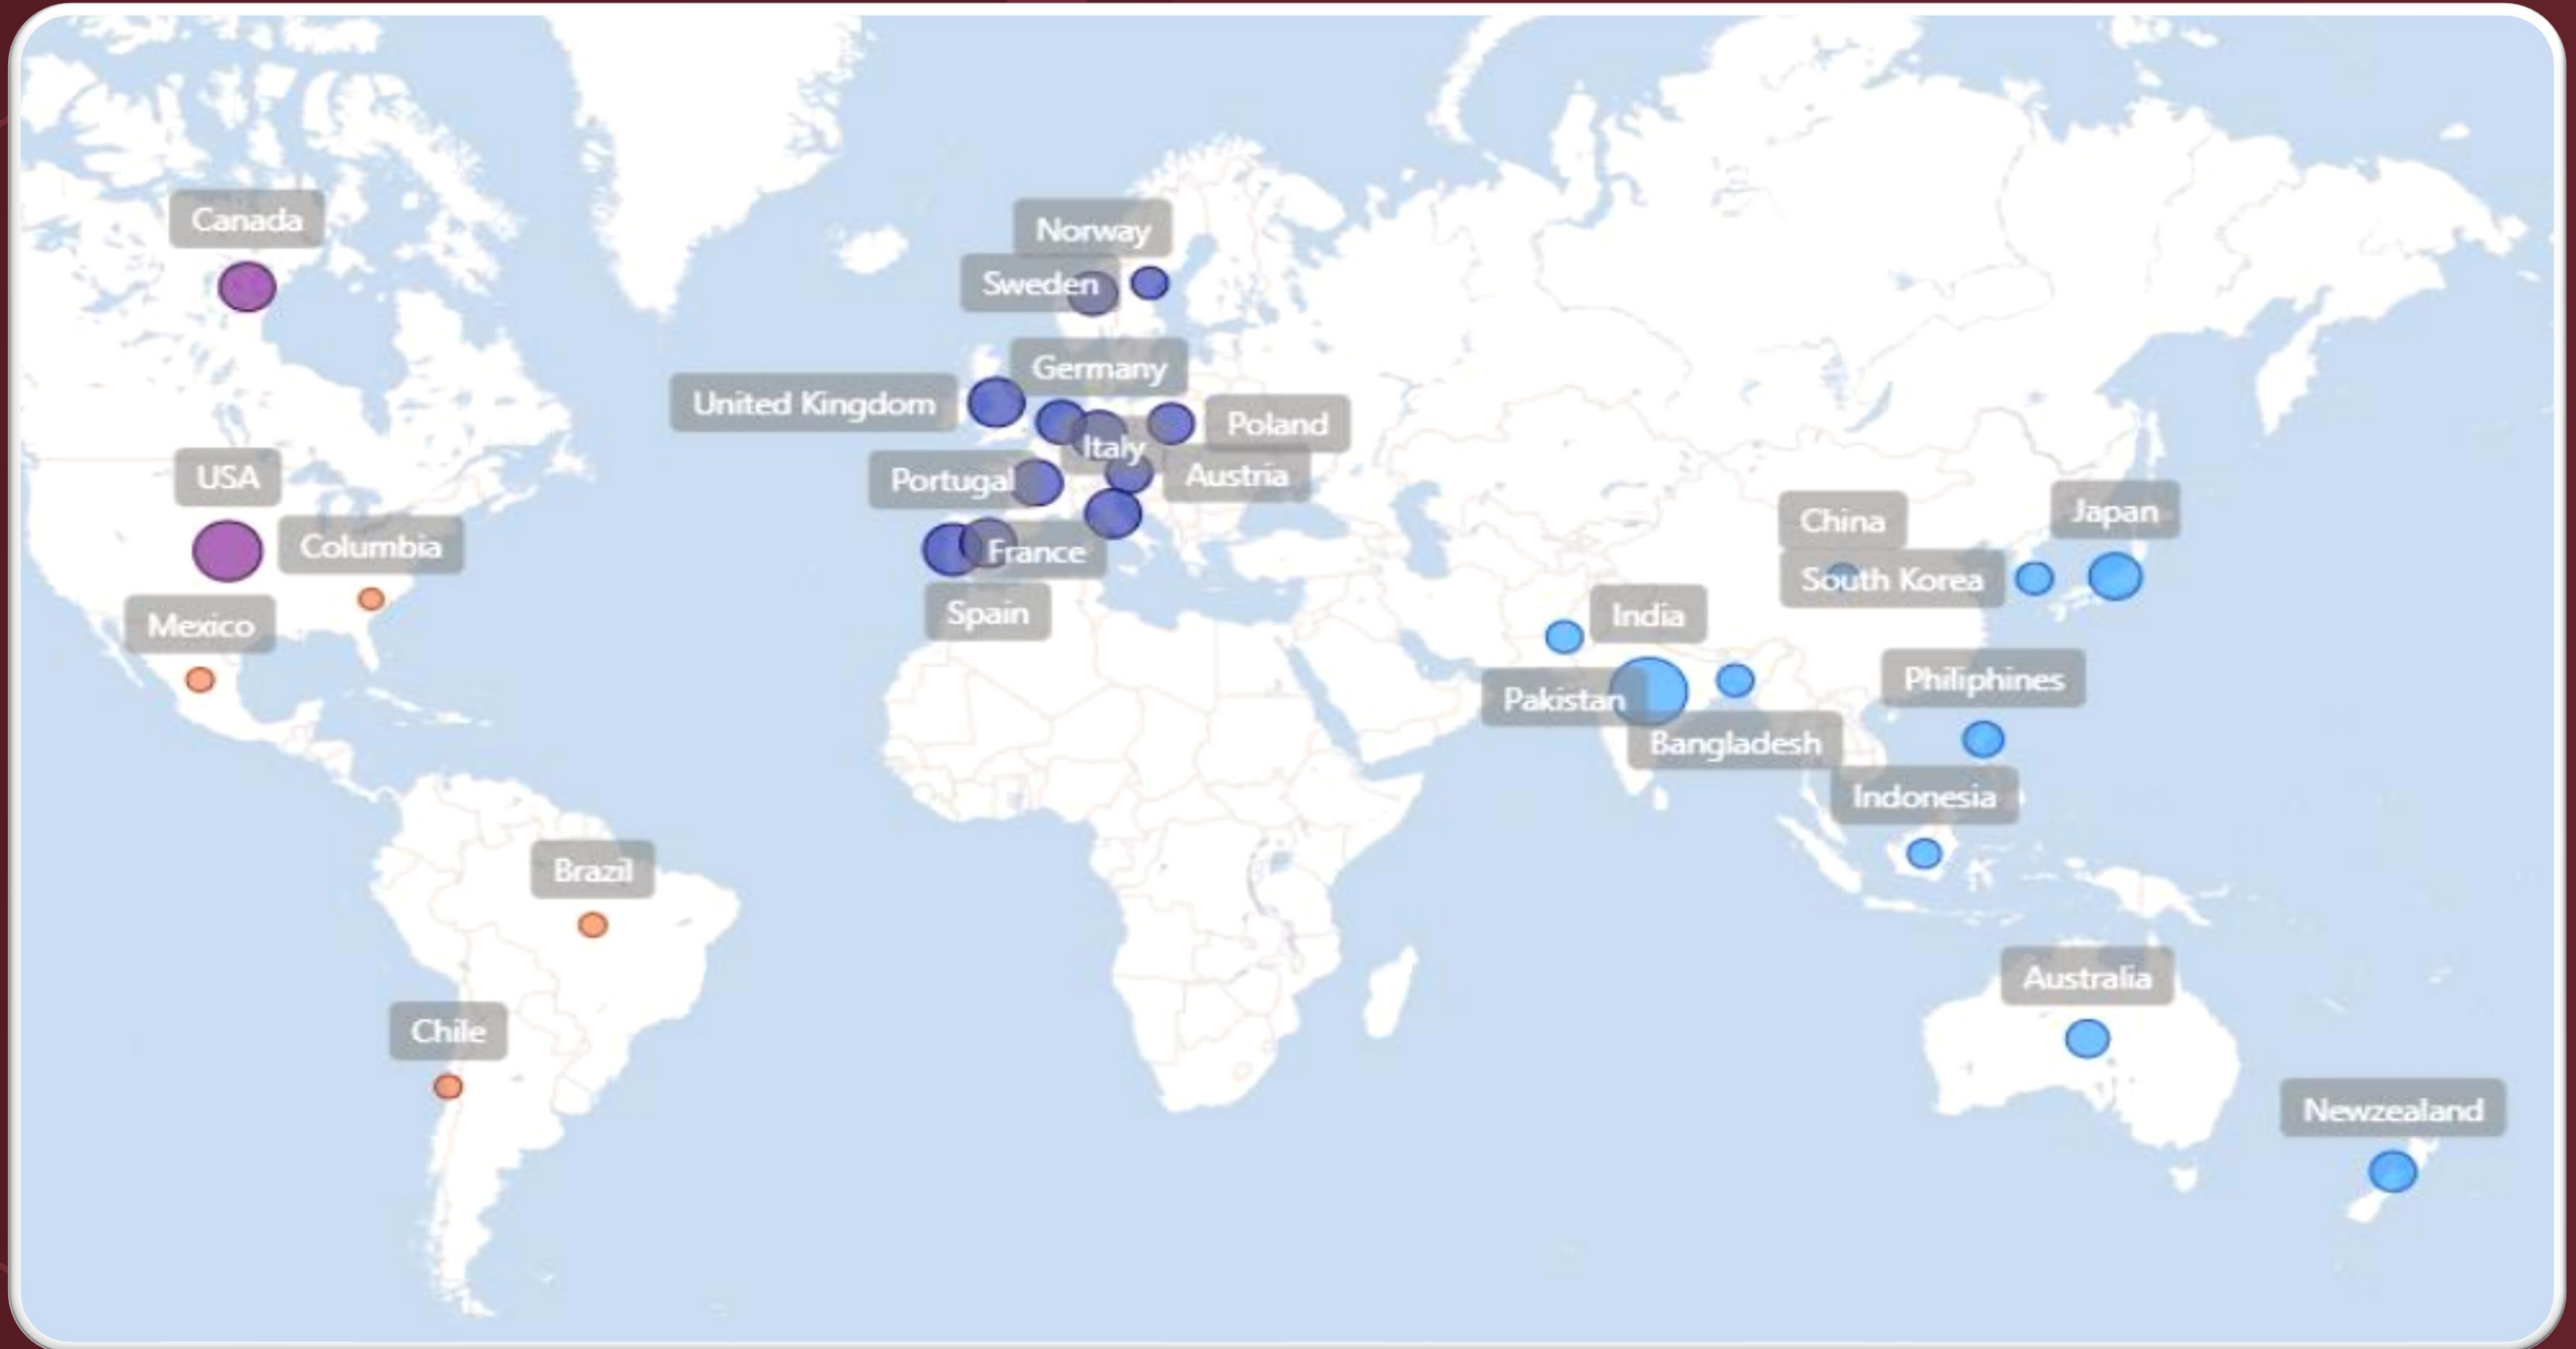 Canada
Norway
Sweden
Germany
United Kingdom
Poland
Italy
Portugal
Austria
USA
Columbia
France
China
Japan
South Korea
Spain
India
Mexico
Philiphines
Pakistan
Bangladesh
Indonesia
Brazil
Australia
Chile
Newzealand